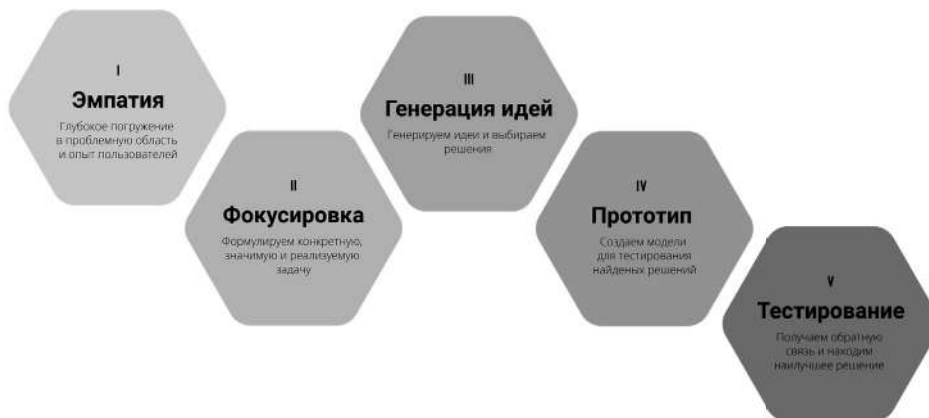 I
Эмпатия
Глубокое погружение
в проблемную область
и опыт пользователей
II
Фокусировка
Формулируем конкретную,
значимую и реализуемую
задачу
III
Генерация идей
Генерируем идеи и выбираем
решения
IV
Прототип
Создаем модели
для тестирования
найденых решений
V
Тестирование
Получаем обратную
связь и находим
наилучшее решение